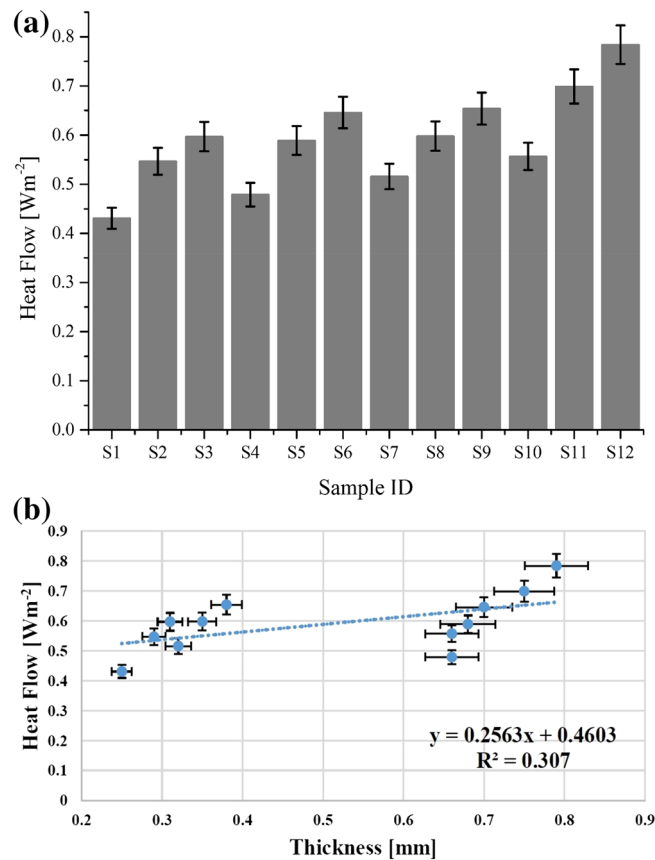 (a)
0.8
0.7
0.6
0.5
0.4
0.3
0.2
0.1
0.0
Heat Flow [Wm⁻²]
S1 S2 S3 S4 S5 S6 S7 S8 S9 S10 S11 S12
Sample ID
(b)
0.9
0.8
0.7
0.6
0.5
0.4
0.3
0.2
0.1
0
Heat Flow [Wm⁻²]
y = 0.2563x + 0.4603
R² = 0.307
0.2 0.3 0.4 0.5 0.6 0.7 0.8 0.9
Thickness [mm]